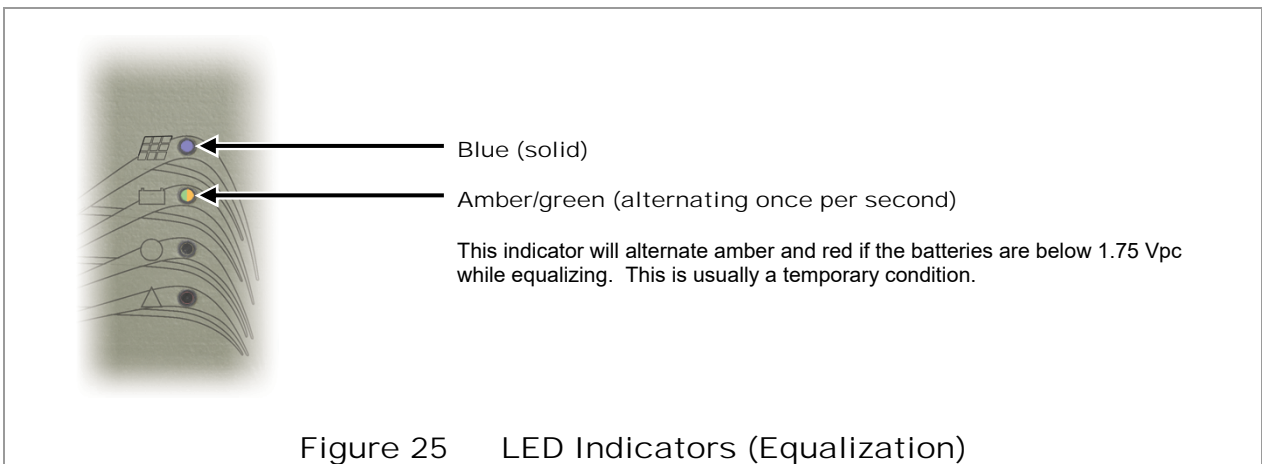 Blue (solid)
Amber/green (alternating once per second)
This indicator will alternate amber and red if the batteries are below 1.75 Vpc
while equalizing. This is usually a temporary condition.
Figure 25 LED Indicators (Equalization)